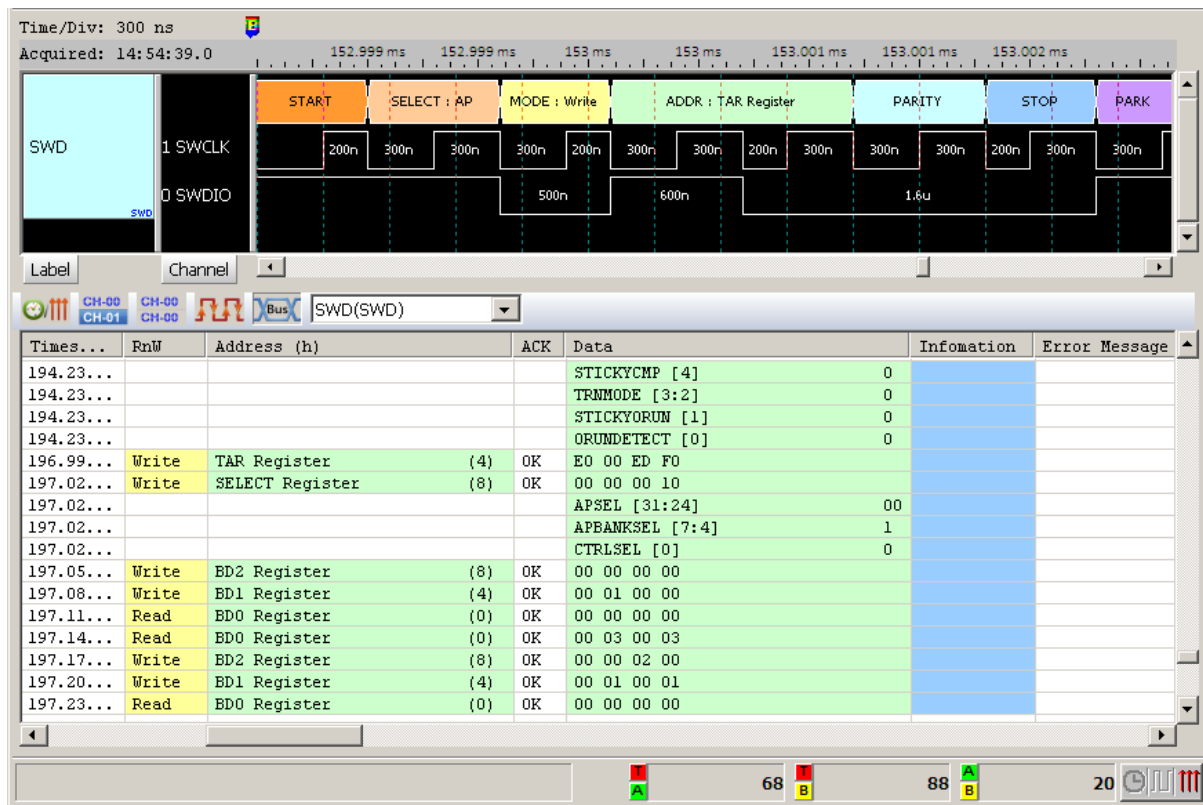 Time/Div: 300 ns B
Acquired: 14:54:39.0 152.999 ms 152.999 ms 153 ms 153 ms 153.001 ms 153.001 ms 153.002 ms
START SELECT : AP MODE : Write ADDR : TAR Register PARITY STOP PARK
SWD 1 SWCLK 200n 300n 300n 300n 200n 300n 300n 200n 300n 300n 300n 200n 300n 300n
0 SWDIO 500n 600n 1.6u
SWD
Label Channel
CH-00 CH-01 CH-00 CH-00 Bus SWD(SWD)
Times... RnW Address (h) ACK Data Infomation Error Message
194.23... STICKYCMP [4] 0
194.23... TRNMODE [3:2] 0
194.23... STICKYORUN [1] 0
194.23... ORUNDETECT [0] 0
196.99... Write TAR Register (4) OK E0 00 ED F0
197.02... Write SELECT Register (8) OK 00 00 00 10
197.02... APSEL [31:24] 00
197.02... APBANKSEL [7:4] 1
197.02... CTRLSEL [0] 0
197.05... Write BD2 Register (8) OK 00 00 00 00
197.08... Write BD1 Register (4) OK 00 01 00 00
197.11... Read BD0 Register (0) OK 00 00 00 00
197.14... Read BD0 Register (0) OK 00 03 00 03
197.17... Write BD2 Register (8) OK 00 00 02 00
197.20... Write BD1 Register (4) OK 00 01 00 01
197.23... Read BD0 Register (0) OK 00 00 00 00
T A 68 T B 88 A B 20